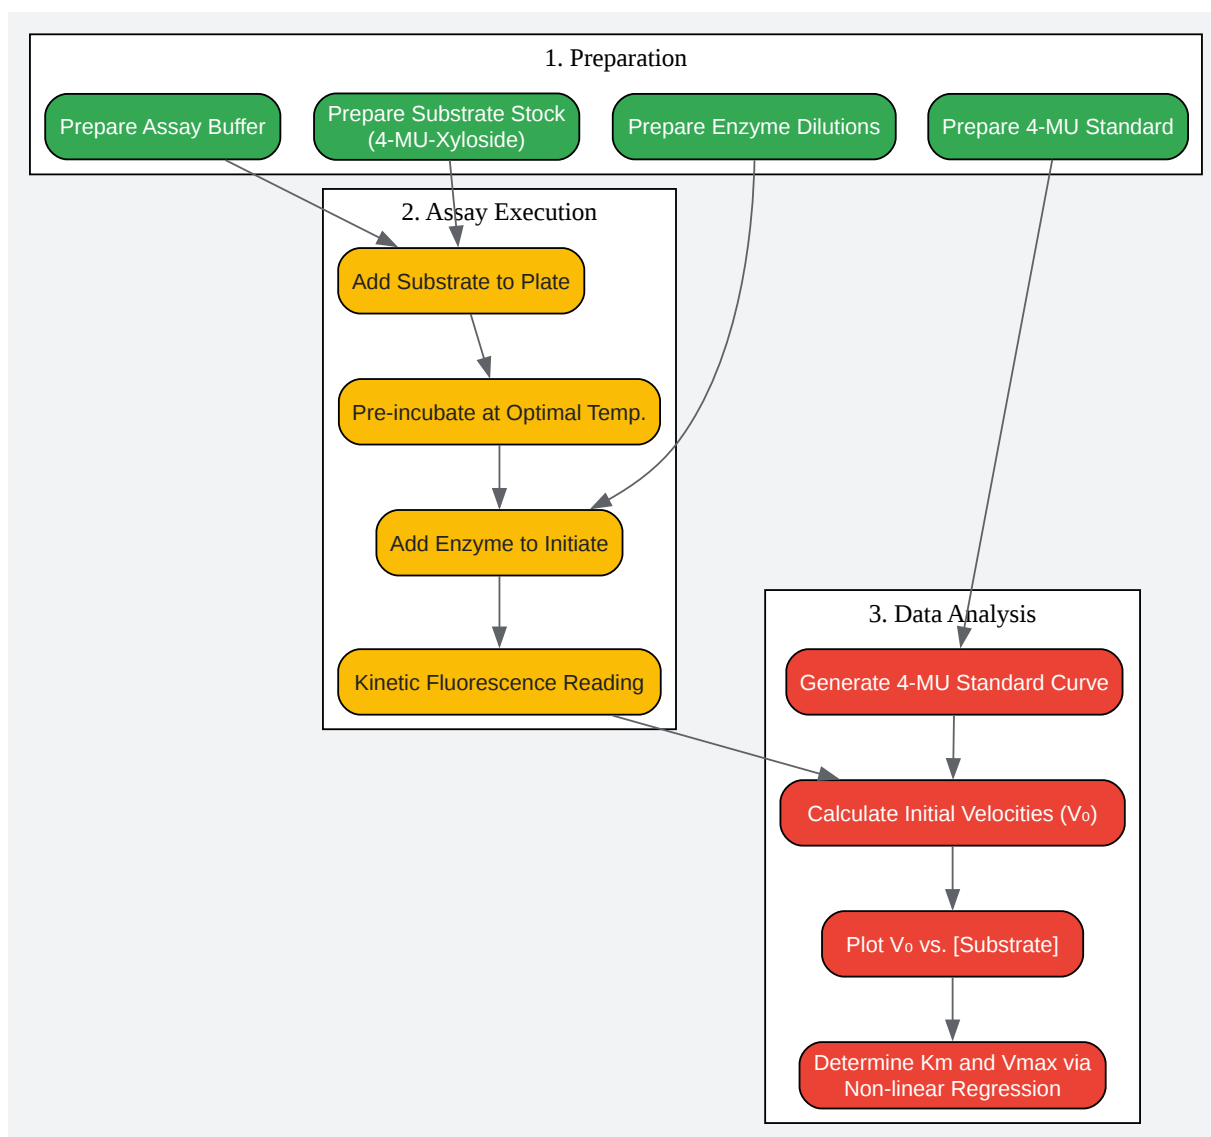 1. Preparation
Prepare Assay Buffer
Prepare Substrate Stock
(4-MU-Xyloside)
Prepare Enzyme Dilutions
Prepare 4-MU Standard
2. Assay Execution
Add Substrate to Plate
Pre-incubate at Optimal Temp.
Add Enzyme to Initiate
Kinetic Fluorescence Reading
3. Data Analysis
Generate 4-MU Standard Curve
Calculate Initial Velocities (V₀)
Plot V₀ vs. [Substrate]
Determine Km and Vmax via
Non-linear Regression